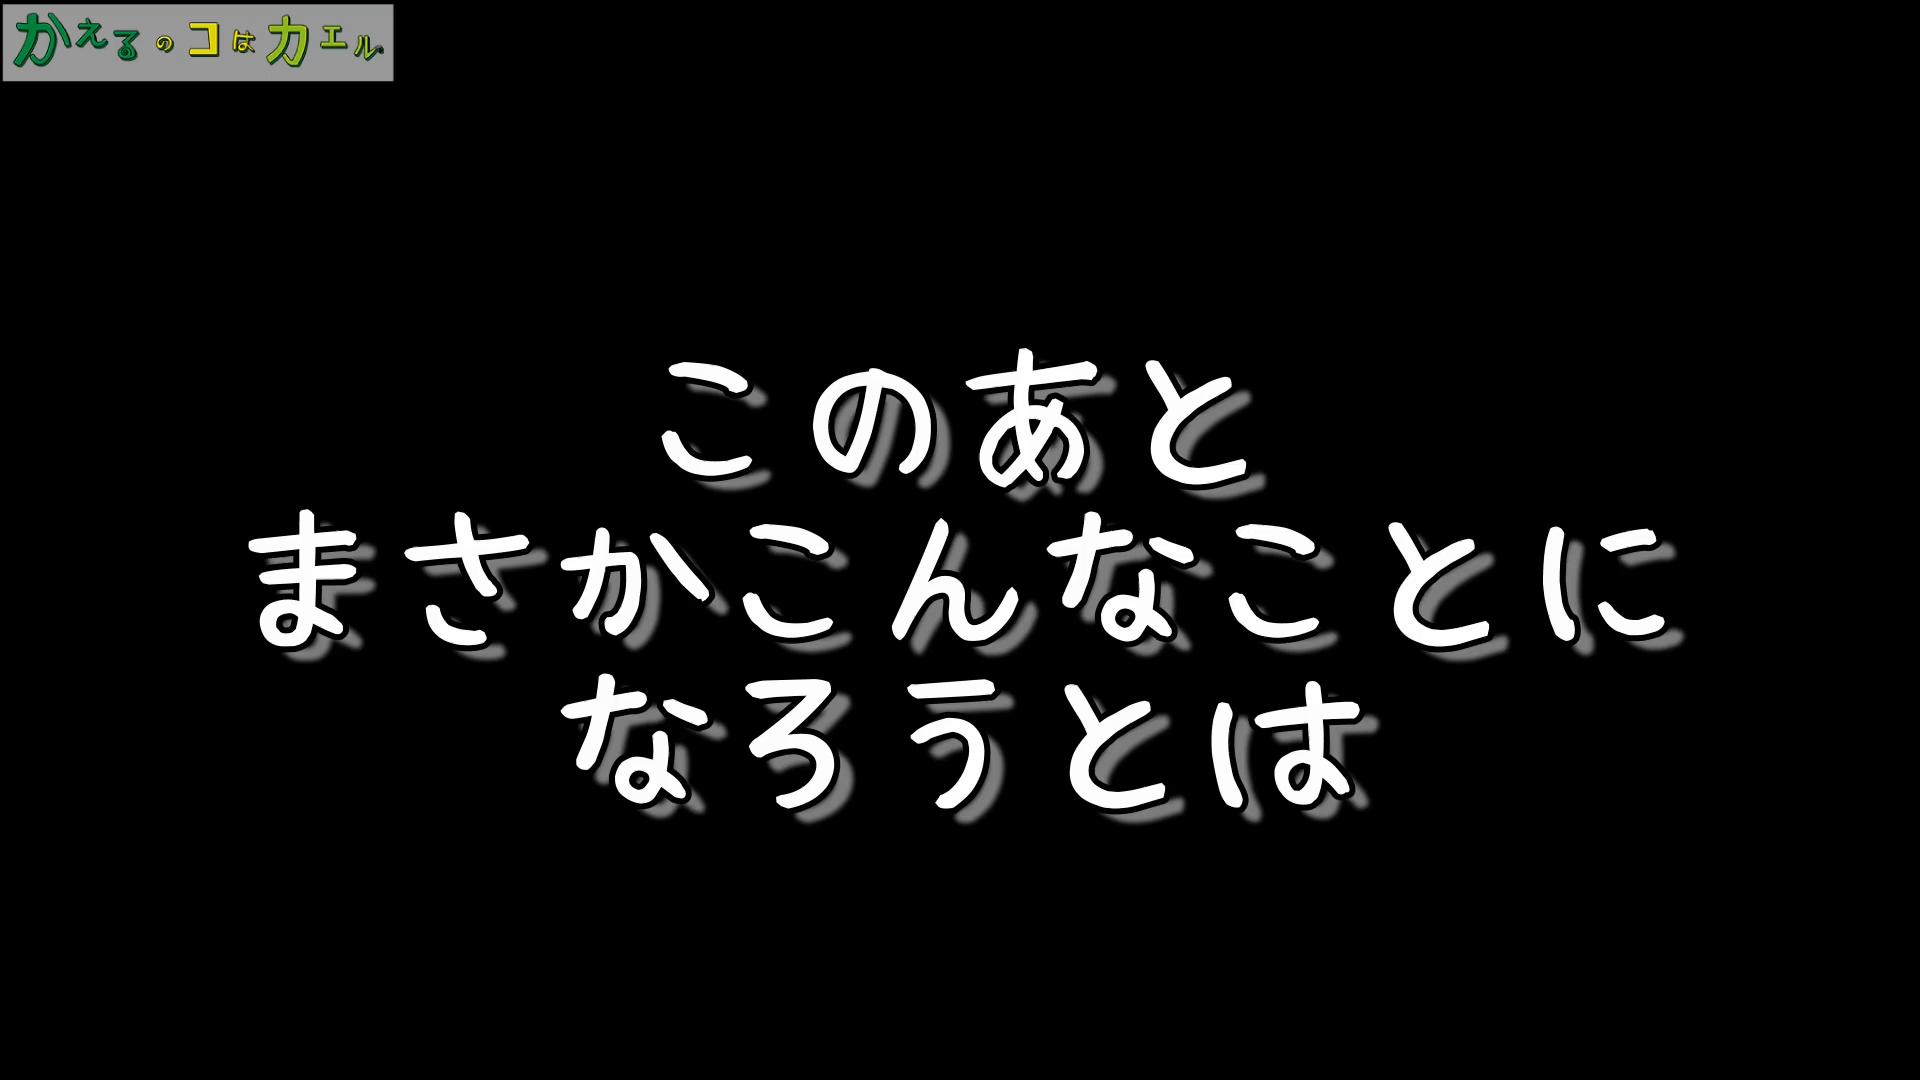 かえるのコはカエル
このあと
まさかこんなことに
なろうとは